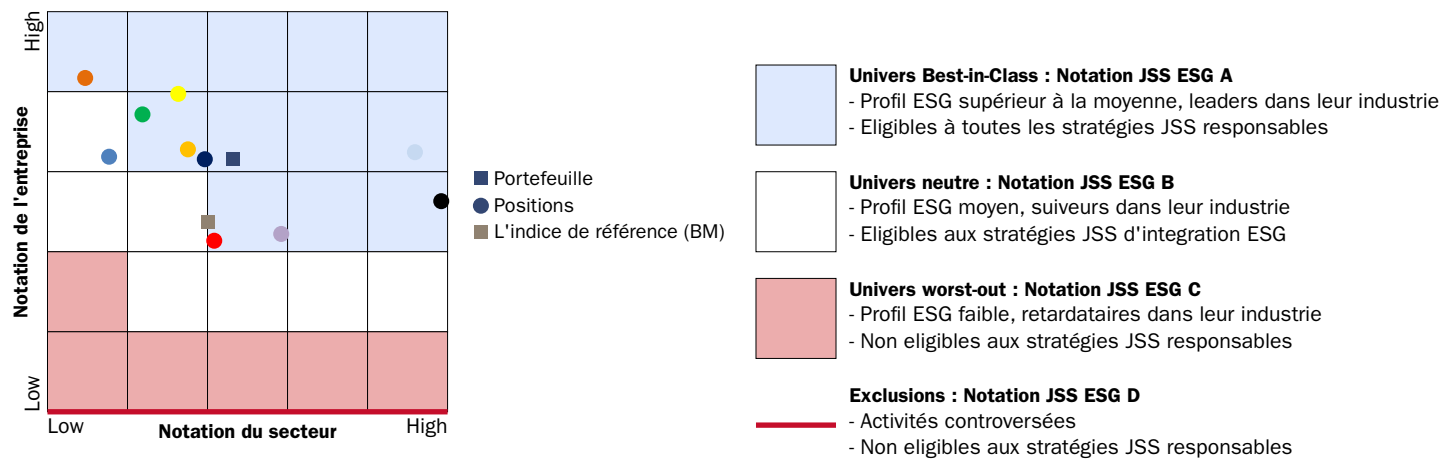 High
Notation de l'entreprise
Low
Low
Notation du secteur
High
Portefeuille
Positions
L'indice de référence (BM)
Univers Best-in-Class : Notation JSS ESG A
- Profil ESG supérieur à la moyenne, leaders dans leur industrie
- Eligibles à toutes les stratégies JSS responsables
Univers neutre : Notation JSS ESG B
- Profil ESG moyen, suiveurs dans leur industrie
- Eligibles aux stratégies JSS d'integration ESG
Univers worst-out : Notation JSS ESG C
- Profil ESG faible, retardataires dans leur industrie
- Non eligibles aux stratégies JSS responsables
Exclusions : Notation JSS ESG D
- Activités controversées
- Non eligibles aux stratégies JSS responsables